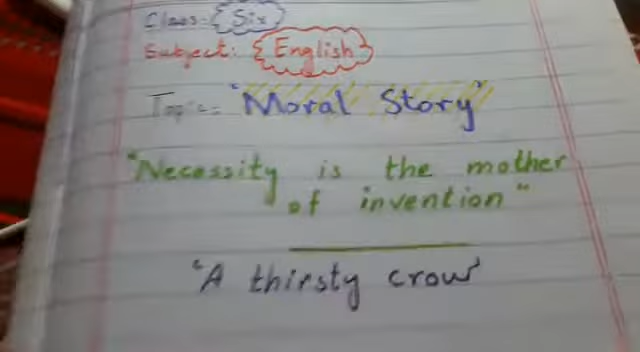 Class: Six
Subject: English
Topic: "Moral Story"
"Necessity is the mother
of invention"
"A thirsty crow"